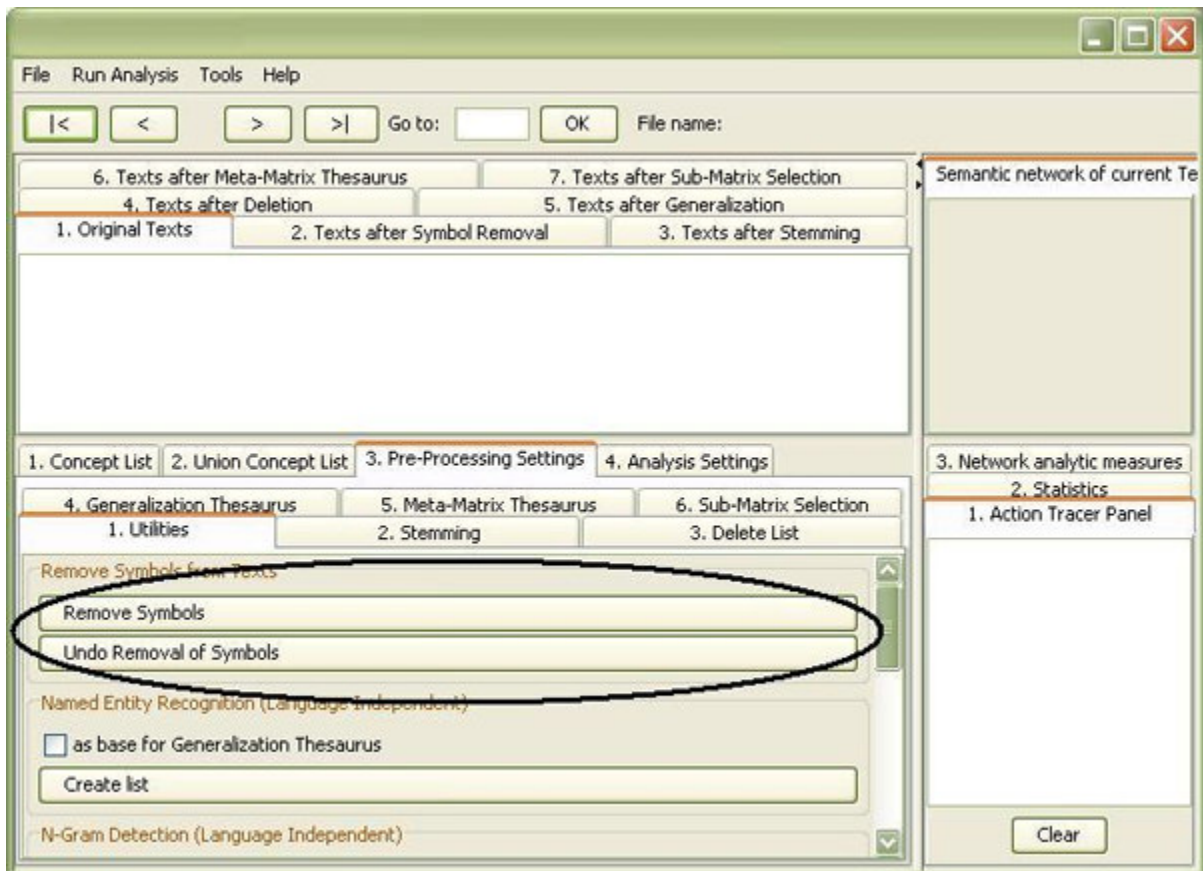 File Run Analysis Tools Help
|< < > >| Go to: OK File name:
6. Texts after Meta-Matrix Thesaurus 7. Texts after Sub-Matrix Selection
4. Texts after Deletion 5. Texts after Generalization
1. Original Texts 2. Texts after Symbol Removal 3. Texts after Stemming
Semantic network of current Te
1. Concept List 2. Union Concept List 3. Pre-Processing Settings 4. Analysis Settings
4. Generalization Thesaurus 5. Meta-Matrix Thesaurus 6. Sub-Matrix Selection
1. Utilities 2. Stemming 3. Delete List
Remove Symbols from Texts
Remove Symbols
Undo Removal of Symbols
Named Entity Recognition (Language Independent)
as base for Generalization Thesaurus
Create list
N-Gram Detection (Language Independent)
3. Network analytic measures
2. Statistics
1. Action Tracer Panel
Clear